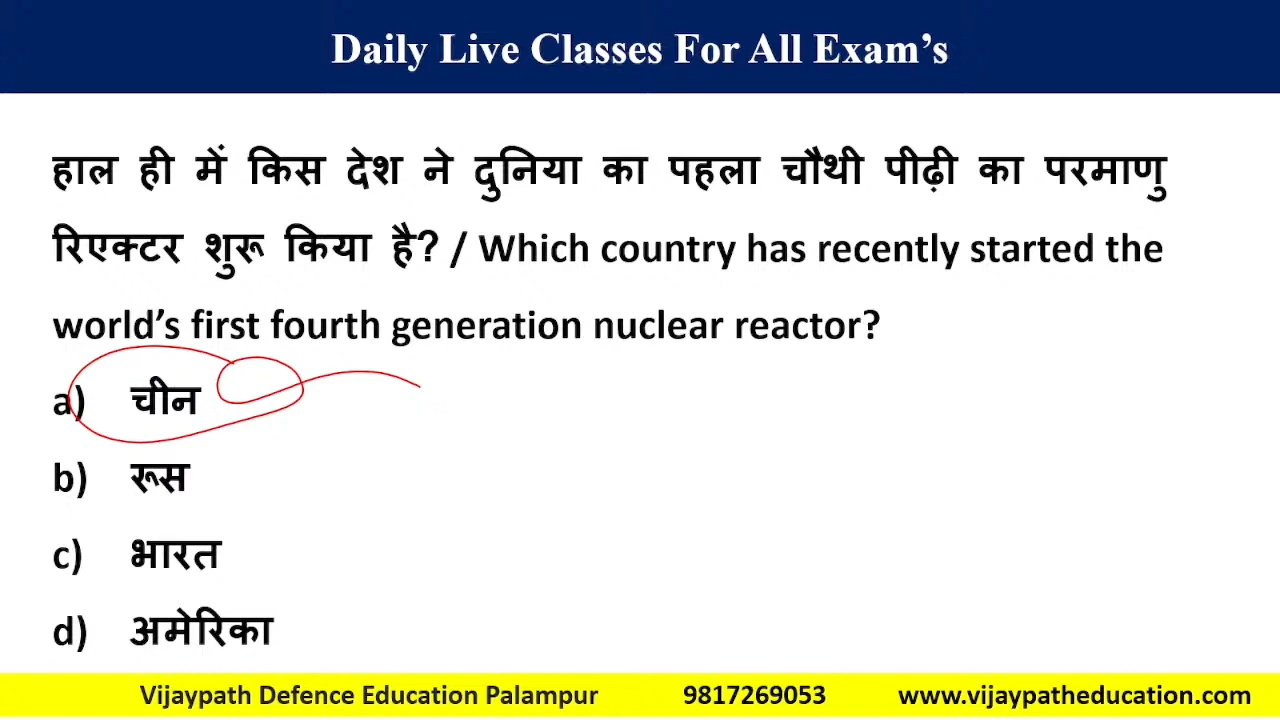 Daily Live Classes For All Exam’s
हाल ही में किस देश ने दुनिया का पहला चौथी पीढ़ी का परमाणु
रिएक्टर शुरू किया है? / Which country has recently started the
world’s first fourth generation nuclear reactor?
a) चीन
b) रूस
c) भारत
d) अमेरिका
Vijaypath Defence Education Palampur 9817269053 www.vijaypatheducation.com